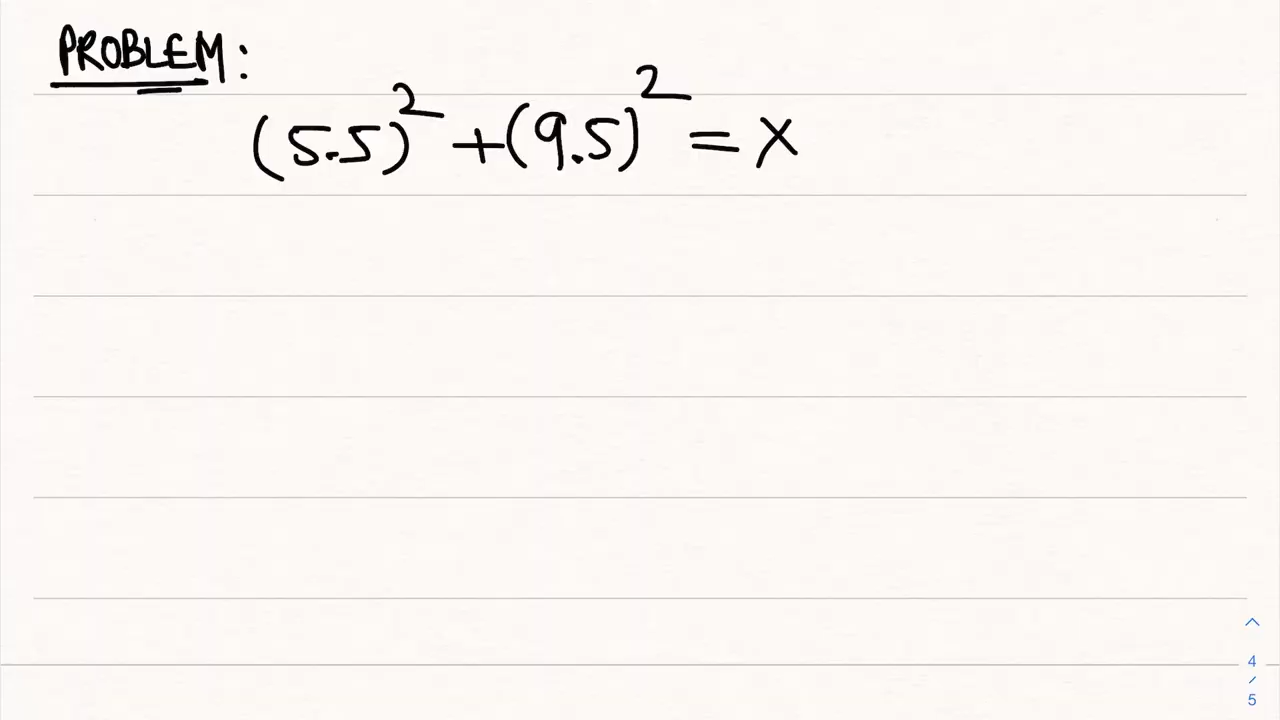 PROBLEM:
(5.5)² + (9.5)² = x
4
/
5